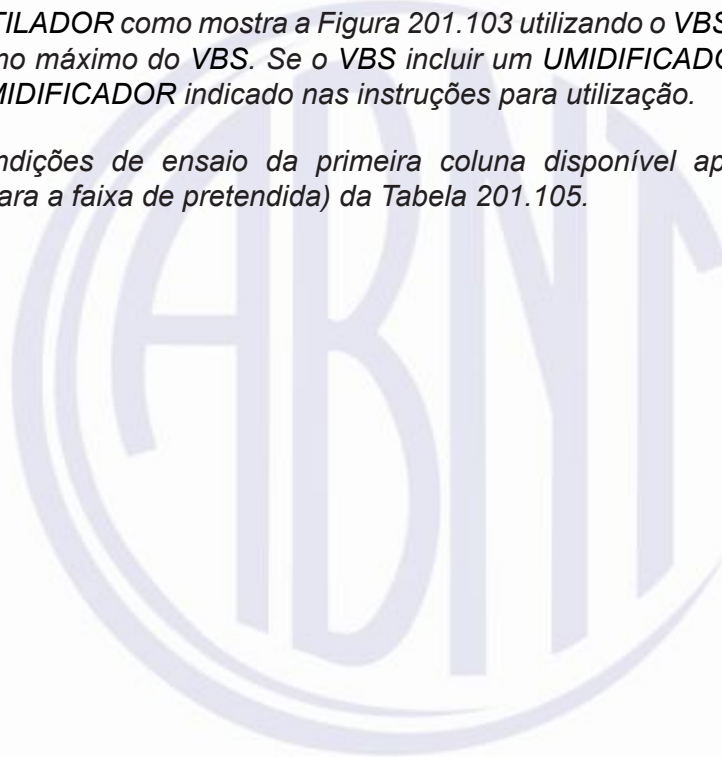 TILADOR como mostra a Figura 201.103 utilizando o VBS
no máximo do VBS. Se o VBS incluir um UMIDIFICADO
MIDIFICADOR indicado nas instruções para utilização.
ndições de ensaio da primeira coluna disponível ap
para a faixa de pretendida) da Tabela 201.105.
ABNT